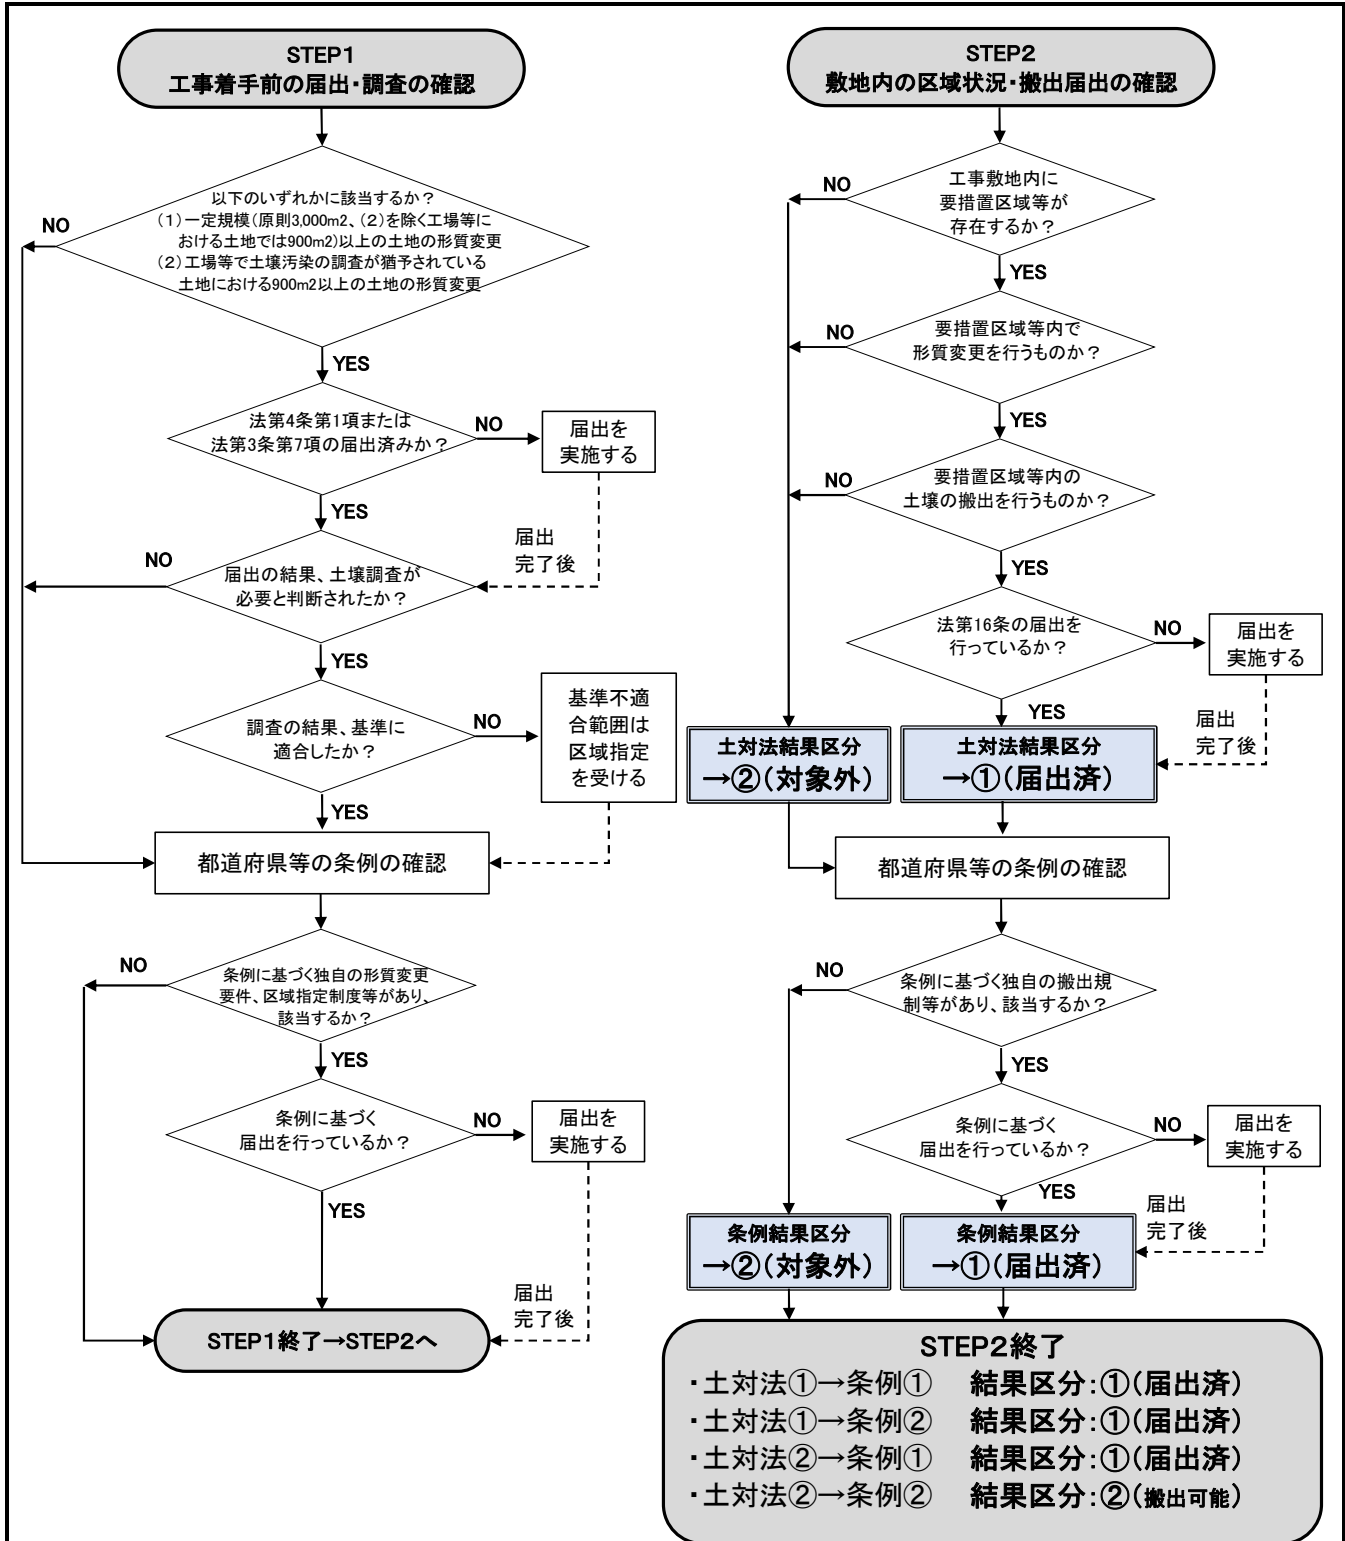 STEP1
工事着手前の届出・調査の確認
以下のいずれかに該当するか？
（1）一定規模（原則3,000m2、（2）を除く工場等に
おける土地では900m2）以上の土地の形質変更
（2）工場等で土壌汚染の調査が猶予されている
土地における900m2以上の土地の形質変更
NO
YES
法第4条第1項または
法第3条第7項の届出済みか？
NO
届出を
実施する
YES
届出
完了後
届出の結果、土壌調査が
必要と判断されたか？
NO
YES
調査の結果、基準に
適合したか？
NO
基準不適
合範囲は
区域指定
を受ける
YES
都道府県等の条例の確認
条例に基づく独自の形質変更
要件、区域指定制度等があり、
該当するか？
NO
YES
条例に基づく
届出を行っているか？
NO
届出を
実施する
YES
届出
完了後
STEP1終了→STEP2へ
STEP2
敷地内の区域状況・搬出届出の確認
工事敷地内に
要措置区域等が
存在するか？
NO
YES
要措置区域等内で
形質変更を行うものか？
NO
YES
要措置区域等内の
土壌の搬出を行うものか？
NO
YES
法第16条の届出を
行っているか？
NO
届出を
実施する
YES
届出
完了後
土対法結果区分
→②（対象外）
土対法結果区分
→①（届出済）
都道府県等の条例の確認
条例に基づく独自の搬出規
制等があり、該当するか？
NO
YES
条例に基づく
届出を行っているか？
NO
届出を
実施する
YES
届出
完了後
条例結果区分
→②（対象外）
条例結果区分
→①（届出済）
STEP2終了
・土対法①→条例①　結果区分：①（届出済）
・土対法①→条例②　結果区分：①（届出済）
・土対法②→条例①　結果区分：①（届出済）
・土対法②→条例②　結果区分：②（搬出可能）